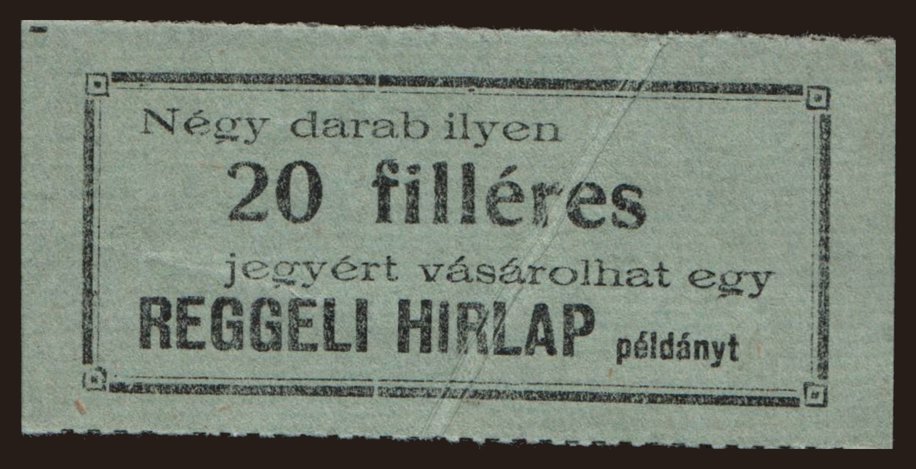 Négy darab ilyen
20 filléres
jegyért vásárolhat egy
REGGELI HIRLAP példányt